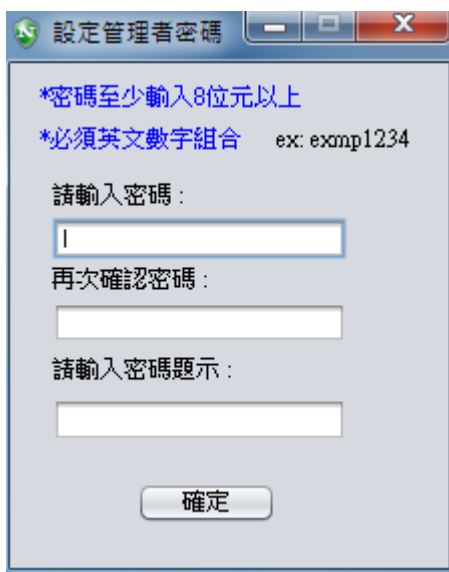 設定管理者密碼
*密碼至少輸入8位元以上
*必須英文數字組合 ex: exmp1234
請輸入密碼 :
再次確認密碼 :
請輸入密碼題示 :
確定